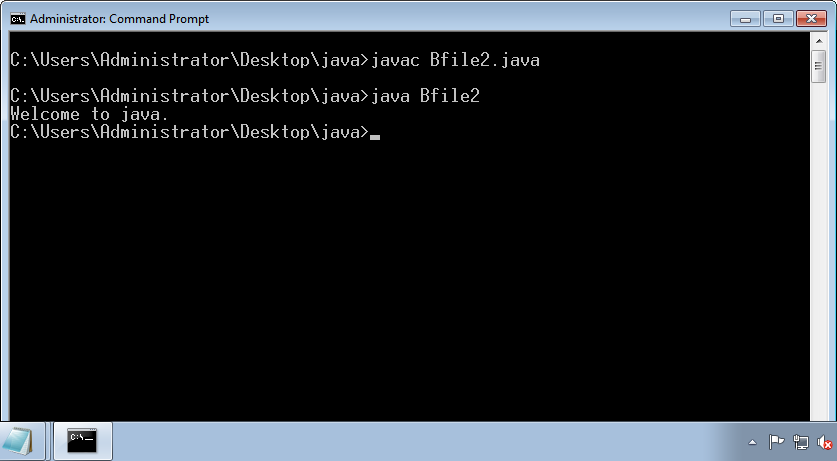 Administrator: Command Prompt
C:\Users\Administrator\Desktop\java>javac Bfile2.java
C:\Users\Administrator\Desktop\java>java Bfile2
Welcome to java.
C:\Users\Administrator\Desktop\java>